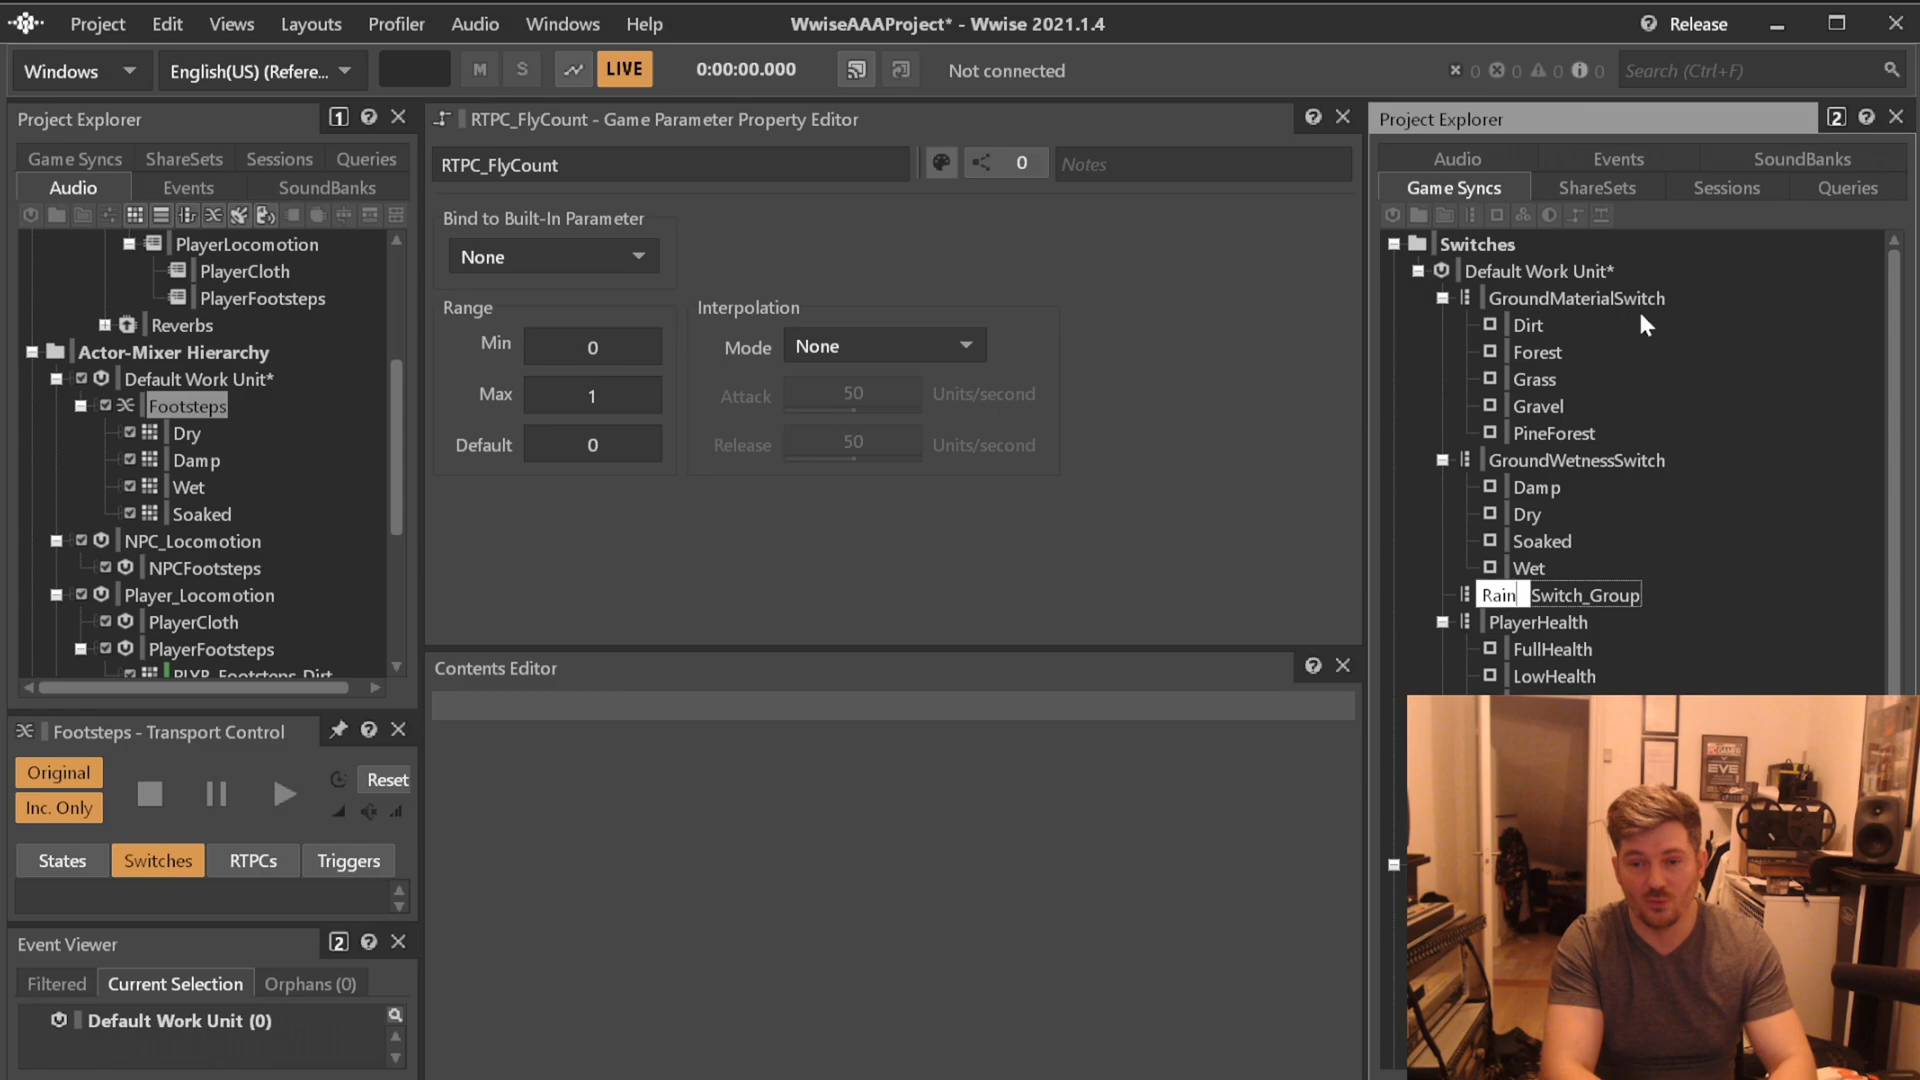 Project Edit Views Layouts Profiler Audio Windows Help WwiseAAAProject* - Wwise 2021.1.4 Release
Windows English(US) (Refere... M S LIVE 0:00:00.000 Not connected 0 0 0 0 Search (Ctrl+F)
Project Explorer 1
Game Syncs ShareSets Sessions Queries
Audio Events SoundBanks
PlayerLocomotion
PlayerCloth
PlayerFootsteps
Reverbs
Actor-Mixer Hierarchy
Default Work Unit*
Footsteps
Dry
Damp
Wet
Soaked
NPC_Locomotion
NPCFootsteps
Player_Locomotion
PlayerCloth
PlayerFootsteps
PLYR_Footsteps_Dirt
Footsteps - Transport Control
Original
Inc. Only
Reset
States Switches RTPCs Triggers
Event Viewer 2
Filtered Current Selection Orphans (0)
Default Work Unit (0)
RTPC_FlyCount - Game Parameter Property Editor
RTPC_FlyCount 0 Notes
Bind to Built-In Parameter
None
Range
Min 0
Max 1
Default 0
Interpolation
Mode None
Attack 50 Units/second
Release 50 Units/second
Contents Editor
Project Explorer 2
Audio Events SoundBanks
Game Syncs ShareSets Sessions Queries
Switches
Default Work Unit*
GroundMaterialSwitch
Dirt
Forest
Grass
Gravel
PineForest
GroundWetnessSwitch
Damp
Dry
Soaked
Wet
Rain Switch_Group
PlayerHealth
FullHealth
LowHealth
GAMER
EVE